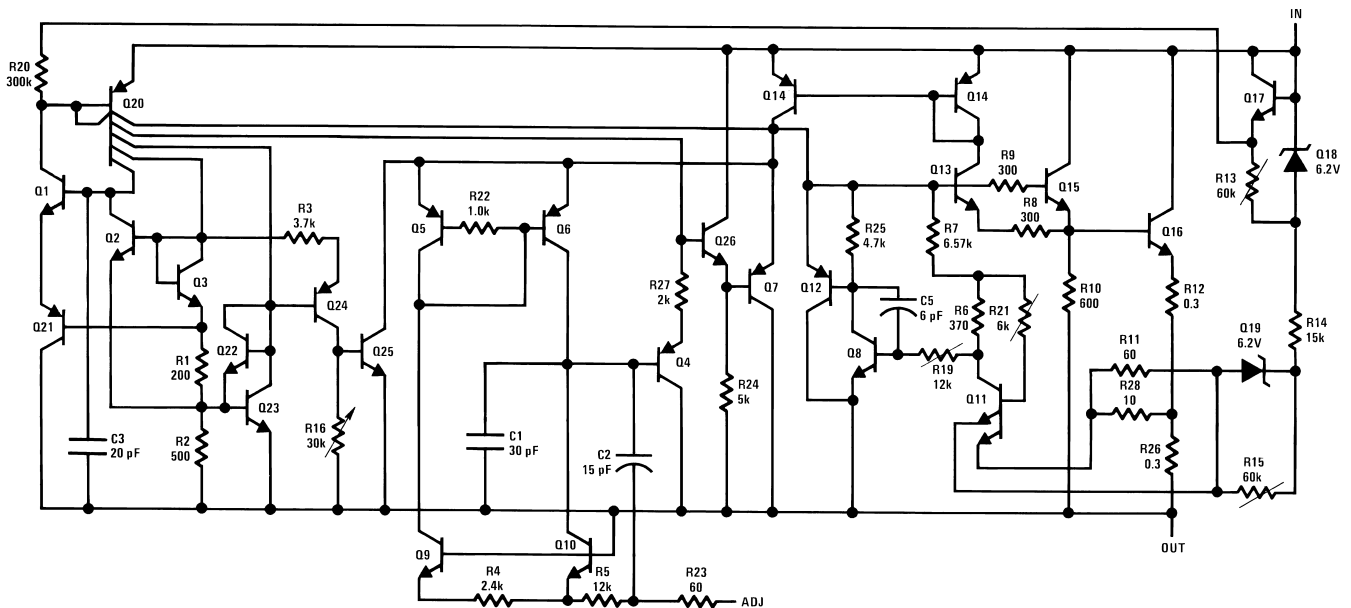 IN
R20
300k
Q20
Q14
Q14
Q17
Q18
6.2V
R13
60k
Q1
Q2
R3
3.7k
Q3
Q5
R22
1.0k
Q6
Q26
R25
4.7k
R7
6.57k
Q13
R9
300
R8
300
Q15
Q16
Q21
R1
200
Q22
Q24
Q25
R27
2k
Q7
Q12
C5
6 pF
R6
370
R21
6k
R10
600
R12
0.3
Q19
6.2V
R14
15k
Q23
R2
500
C3
20 pF
R16
30k
C1
30 pF
C2
15 pF
Q4
R24
5k
Q8
R19
12k
Q11
R11
60
R28
10
R26
0.3
R15
60k
OUT
Q9
Q10
R4
2.4k
R5
12k
R23
60
ADJ